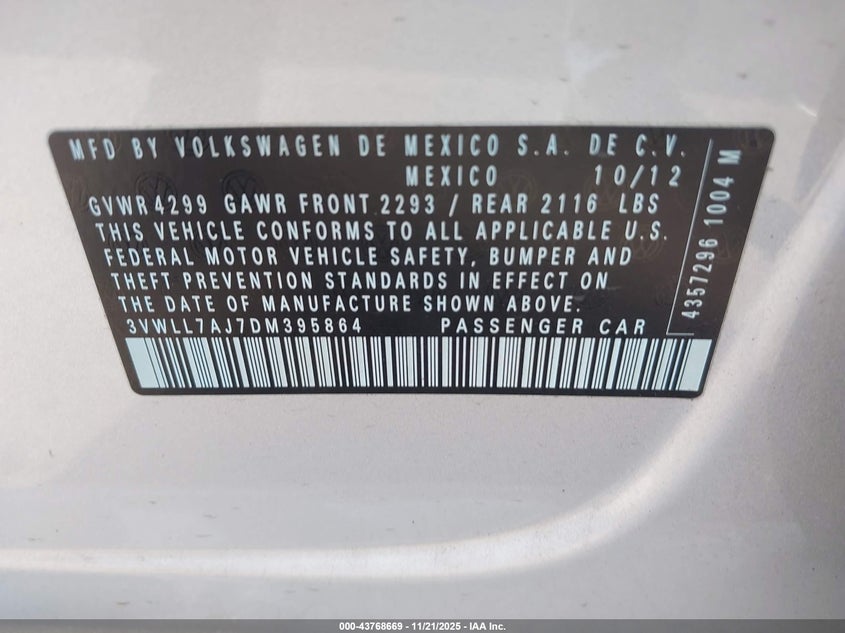 MFD BY VOLKSWAGEN DE MEXICO S.A. DE C.V.
MEXICO 10/12
GVWR 4299 GAWR FRONT 2293 / REAR 2116 LBS
THIS VEHICLE CONFORMS TO ALL APPLICABLE U.S.
FEDERAL MOTOR VEHICLE SAFETY, BUMPER AND
THEFT PREVENTION STANDARDS IN EFFECT ON
THE DATE OF MANUFACTURE SHOWN ABOVE.
3VWLL7AJ7DM395864 PASSENGER CAR
4357296 1004 M
000-43768669 | 11/21/2025 - IAA Inc.